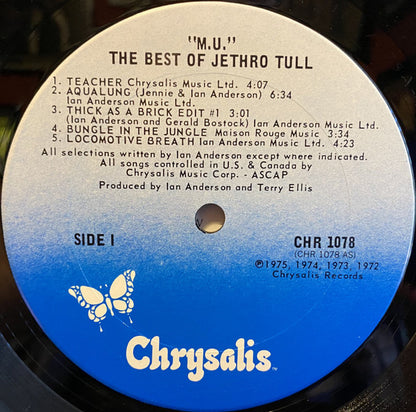 "M.U."
THE BEST OF JETHRO TULL
1. TEACHER Chrysalis Music Ltd. 4:07
2. AQUALUNG (Jennie & Ian Anderson) 6:34
Ian Anderson Music Ltd.
3. THICK AS A BRICK EDIT #1 3:01
(Ian Anderson and Gerald Bostock) Ian Anderson Music Ltd.
4. BUNGLE IN THE JUNGLE Maison Rouge Music 3:34
5. LOCOMOTIVE BREATH Ian Anderson Music Ltd. 4:23
All selections written by Ian Anderson except where indicated.
All songs controlled in U.S. & Canada by
Chrysalis Music Corp. - ASCAP
Produced by Ian Anderson and Terry Ellis
SIDE I
CHR 1078
(CHR 1078 AS)
Ⓟ1975, 1974, 1973, 1972
Chrysalis Records.
Chrysalis™